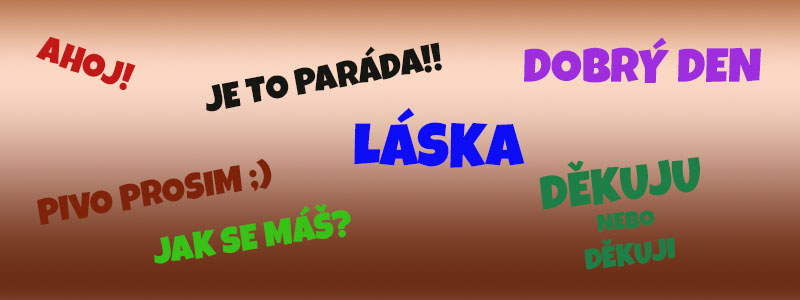 AHOJ!
JE TO PARÁDA!!
DOBRÝ DEN
LÁSKA
PIVO PROSIM ;)
JAK SE MÁŠ?
DĚKUJU
NEBO
DĚKUJI